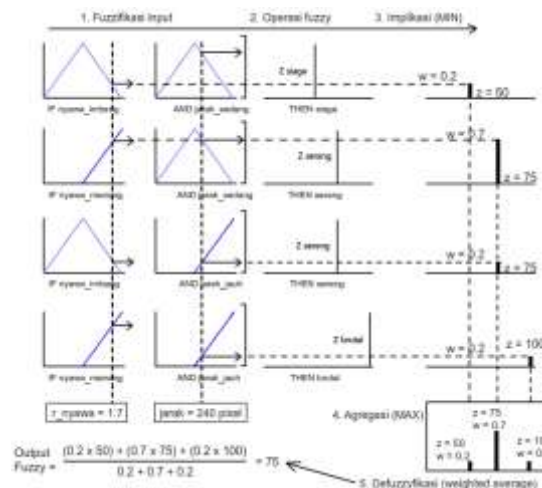 1. Fuzzifikasi Input 2. Operasi fuzzy 3. Implikasi (MIN)
Z siaga
w = 0.2
z = 50
IF nyawa_imbang AND jarak_sedang THEN siaga
w = 0.7
Z serang
z = 75
IF nyawa_menang AND jarak_sedang THEN serang
Z serang
w = 0.2
z = 75
IF nyawa_imbang AND jarak_jauh THEN serang
Z brutal
w = 0.2
z = 100
IF nyawa_menang AND jarak_jauh THEN brutal
r_nyawa = 1.7 jarak = 240 pixel
4. Agregasi (MAX)
z = 75
w = 0.7
z = 50
w = 0.2
Output Fuzzy = (0.2 x 50) + (0.7 x 75) + (0.2 x 100)
0.2 + 0.7 + 0.2
= 75
5. Defuzzyfikasi (weighted average)